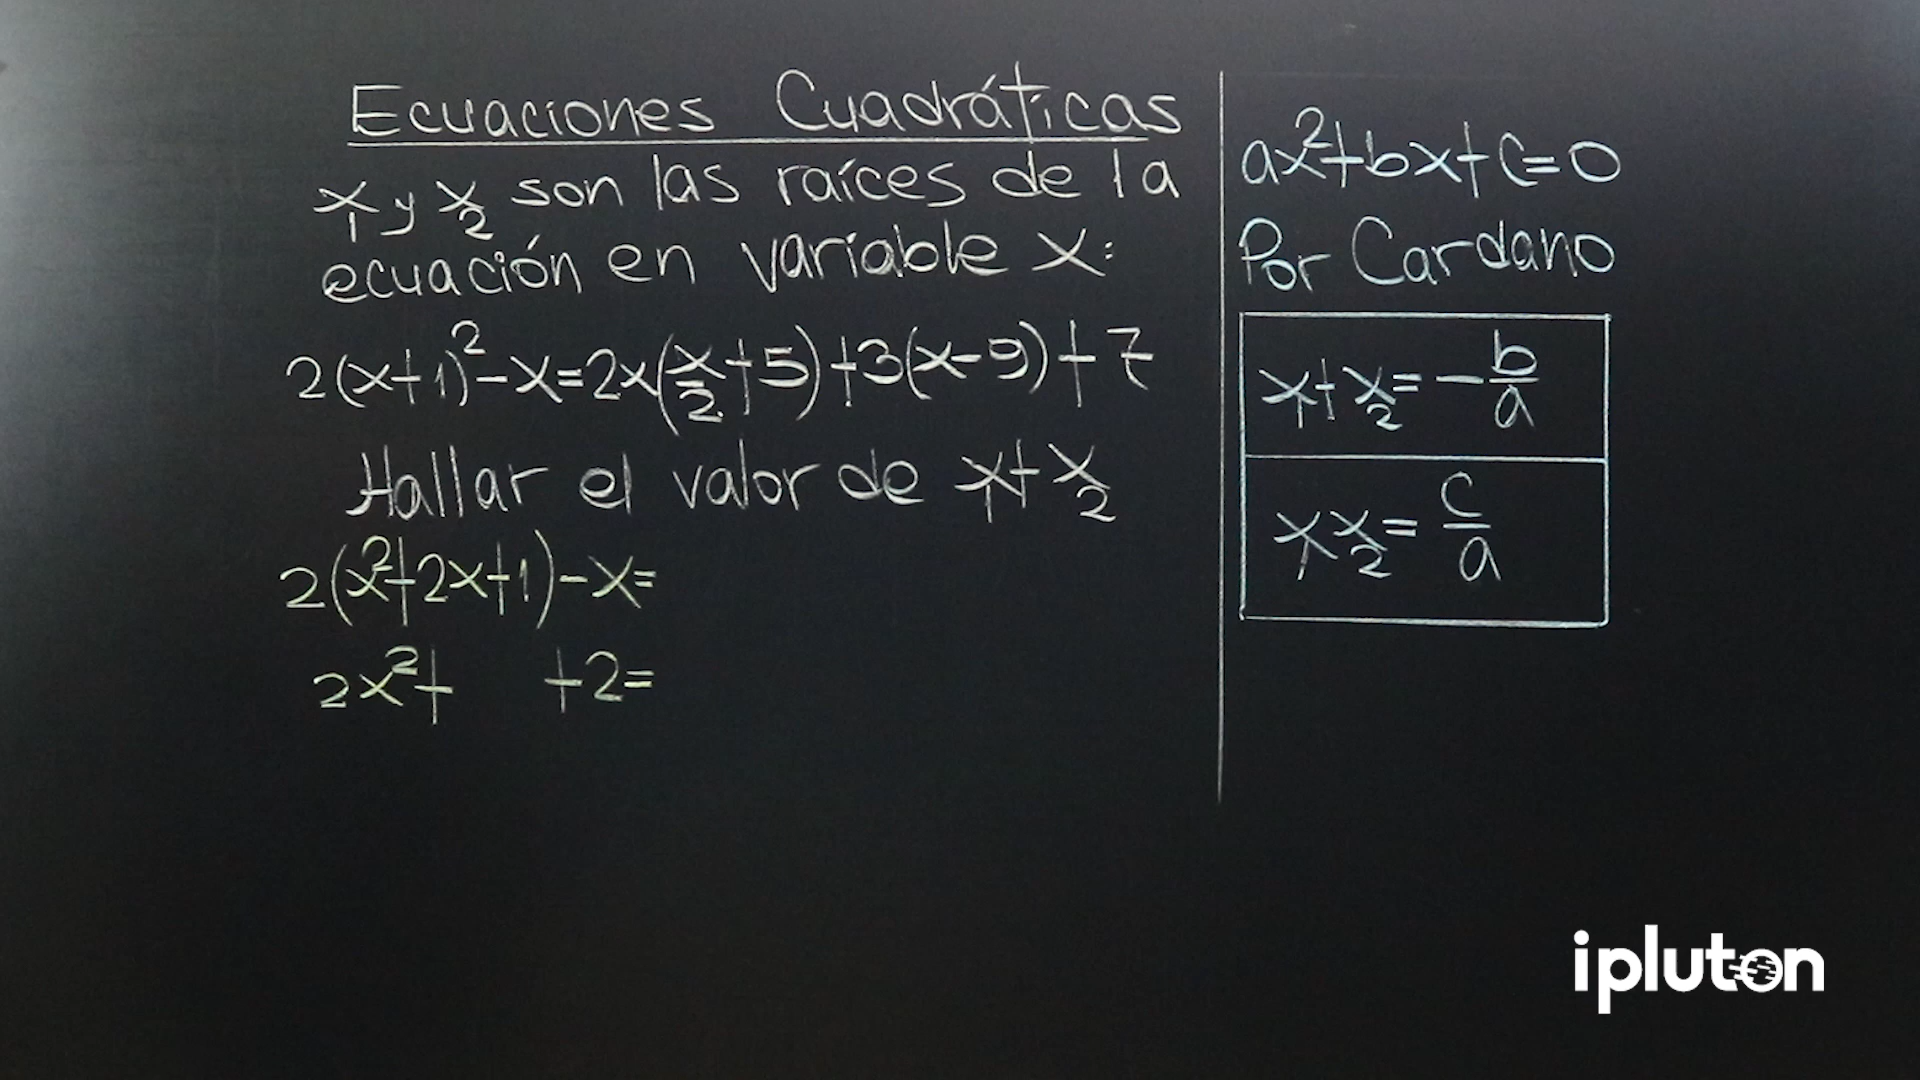 Ecuaciones Cuadráticas
x₁ y x₂ son las raíces de la
ecuación en variable x:
2(x+1)²-x=2x(x/2+5)+3(x-9)+7
Hallar el valor de x₁+x₂
2(x²+2x+1)-x=
2x²+ +2=
ax²+bx+c=0
Por Cardano
x₁+x₂=-b/a
x₁x₂=c/a
ipluton